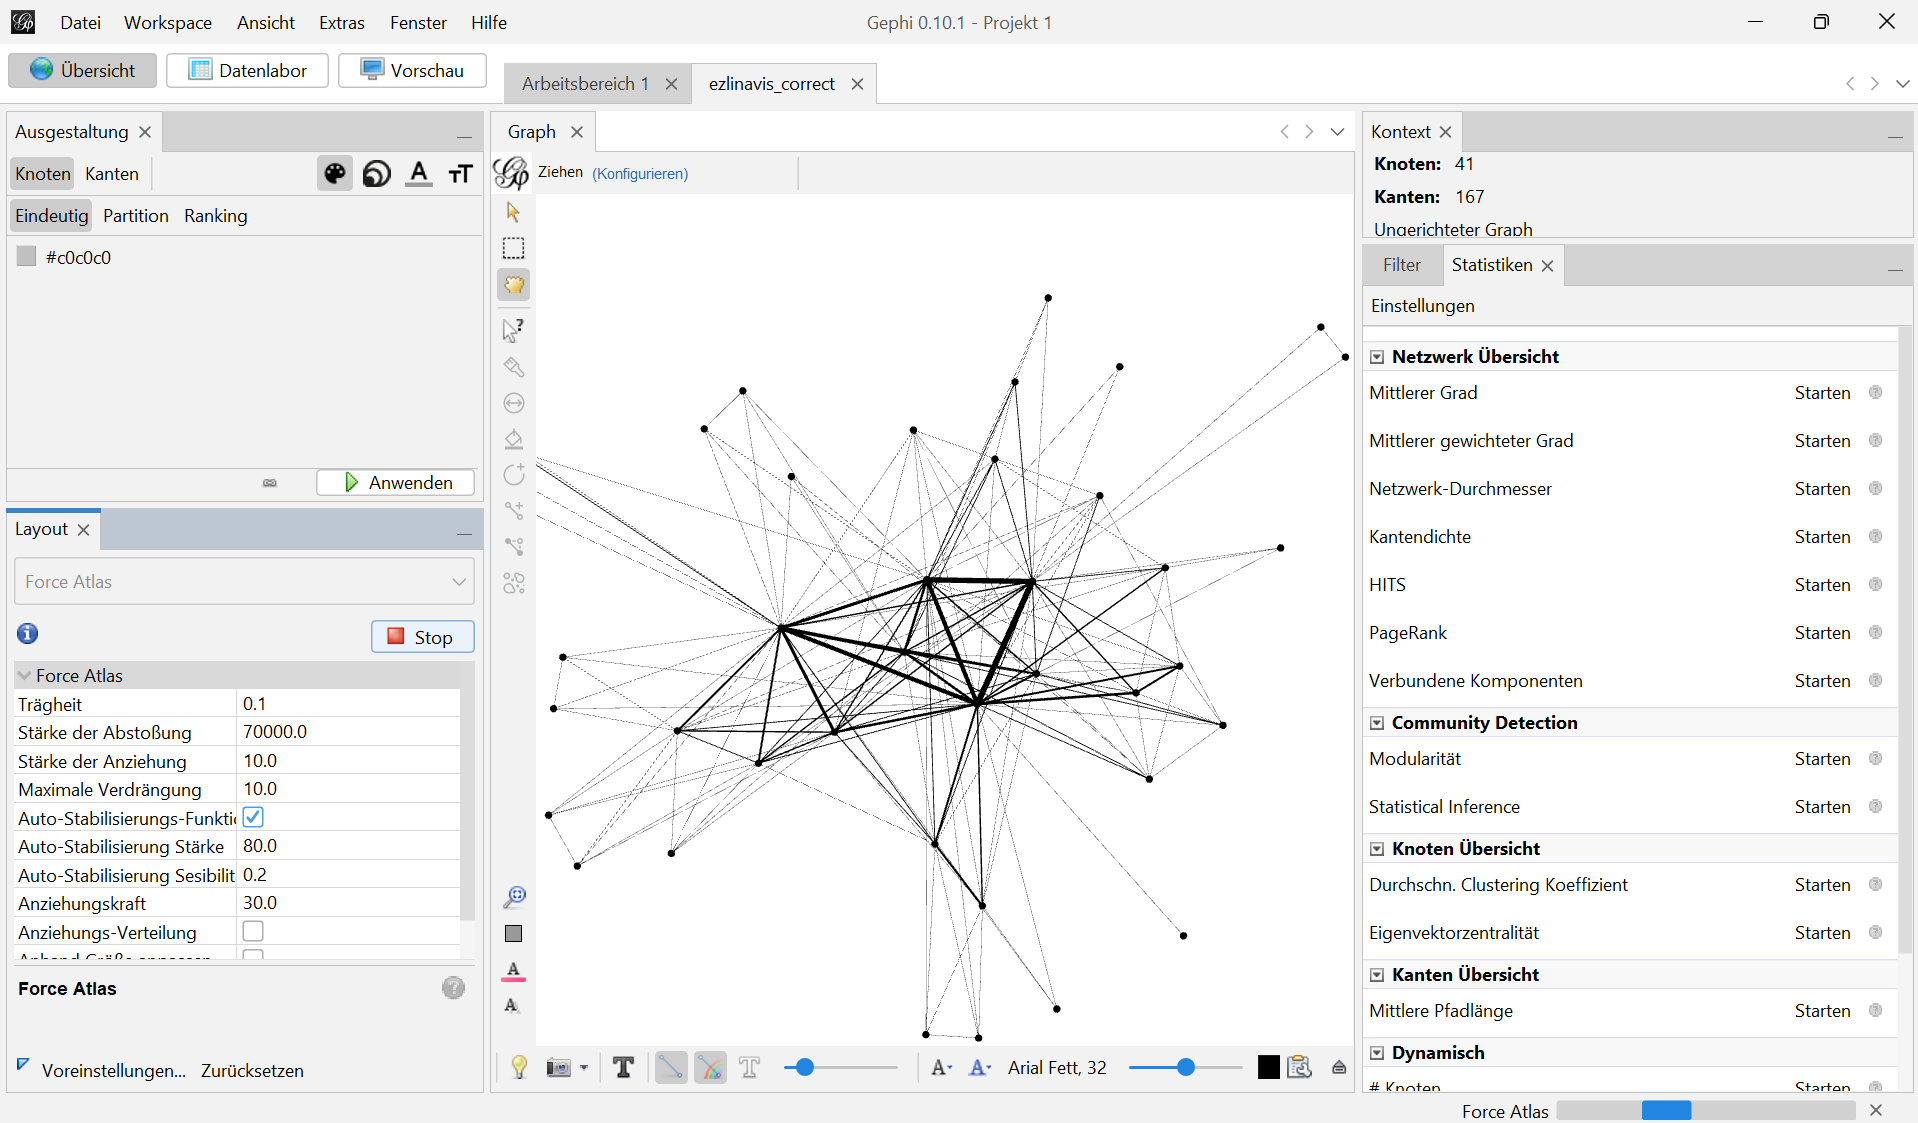 Datei Workspace Ansicht Extras Fenster Hilfe
Gephi 0.10.1 - Projekt 1
Übersicht Datenlabor Vorschau
Arbeitsbereich 1 ezlinavis_correct
Ausgestaltung
Knoten Kanten
Eindeutig Partition Ranking
#c0c0c0
Anwenden
Layout
Force Atlas
Stop
Force Atlas
Trägheit 0.1
Stärke der Abstoßung 70000.0
Stärke der Anziehung 10.0
Maximale Verdrängung 10.0
Auto-Stabilisierungs-Funkti
Auto-Stabilisierung Stärke 80.0
Auto-Stabilisierung Sesibilit 0.2
Anziehungskraft 30.0
Anziehungs-Verteilung
Anhand Größe anpassen
Force Atlas
Voreinstellungen... Zurücksetzen
Graph
Ziehen (Konfigurieren)
Arial Fett, 32
Kontext
Knoten: 41
Kanten: 167
Ungerichteter Graph
Filter Statistiken
Einstellungen
Netzwerk Übersicht
Mittlerer Grad Starten
Mittlerer gewichteter Grad Starten
Netzwerk-Durchmesser Starten
Kantendichte Starten
HITS Starten
PageRank Starten
Verbundene Komponenten Starten
Community Detection
Modularität Starten
Statistical Inference Starten
Knoten Übersicht
Durchschn. Clustering Koeffizient Starten
Eigenvektorzentralität Starten
Kanten Übersicht
Mittlere Pfadlänge Starten
Dynamisch
# Knoten Starten
Force Atlas